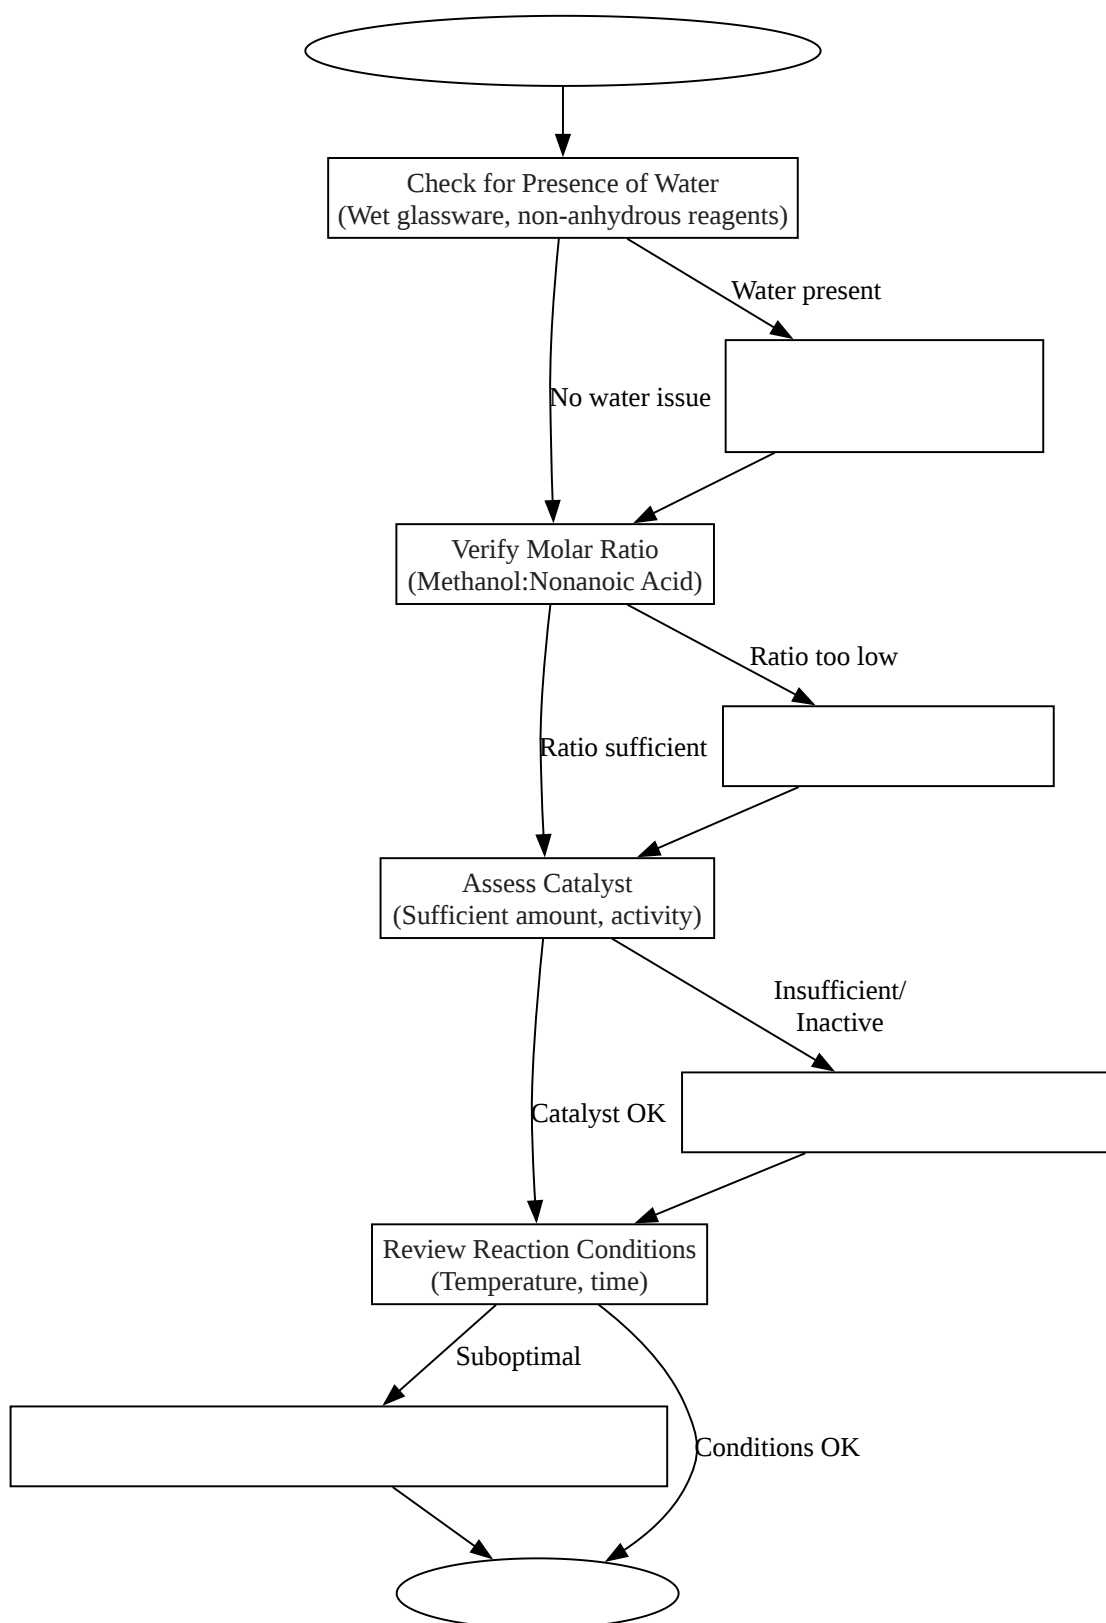 Check for Presence of Water
(Wet glassware, non-anhydrous reagents)
Water present
No water issue
Verify Molar Ratio
(Methanol:Nonanoic Acid)
Ratio too low
Ratio sufficient
Assess Catalyst
(Sufficient amount, activity)
Insufficient/
Inactive
Catalyst OK
Review Reaction Conditions
(Temperature, time)
Suboptimal
Conditions OK